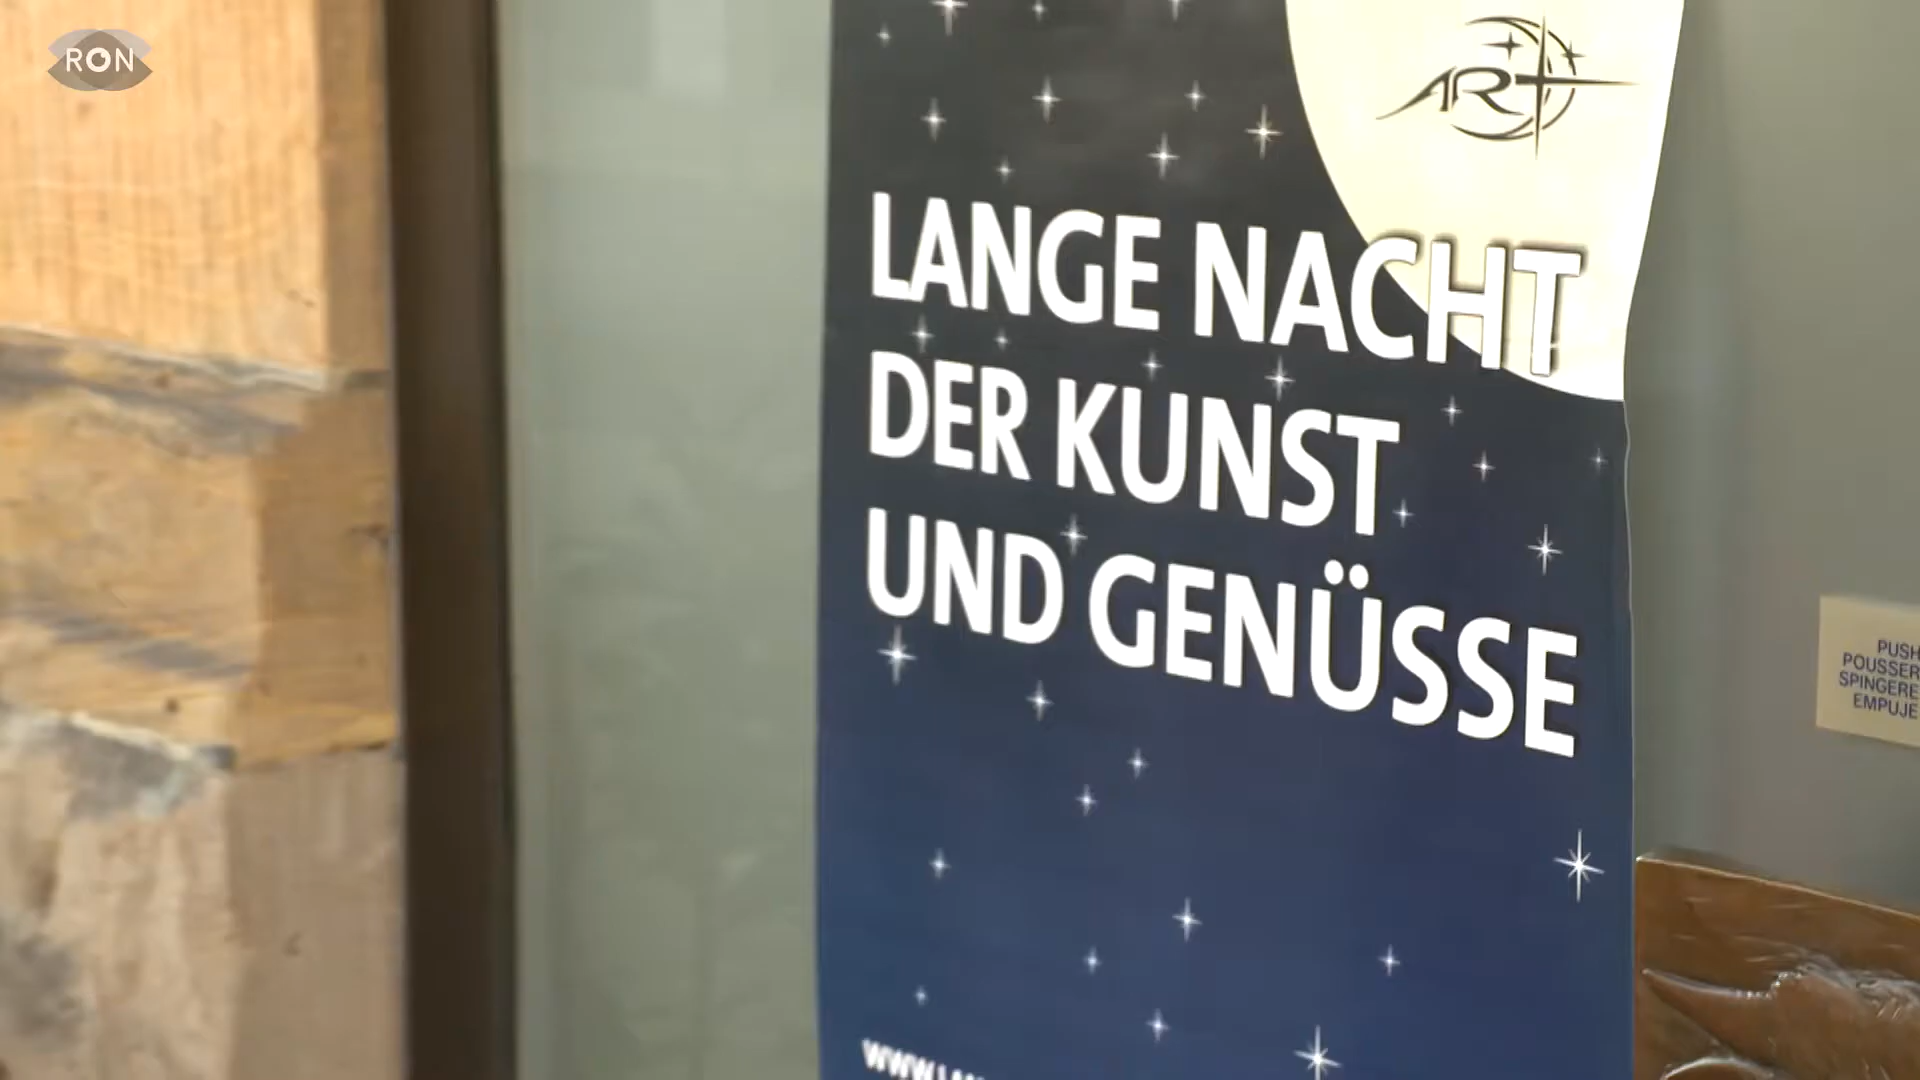 RON
ART
LANGE NACHT
DER KUNST
UND GENÜSSE
PUSH
POUSSER
SPINGERE
EMPUJE